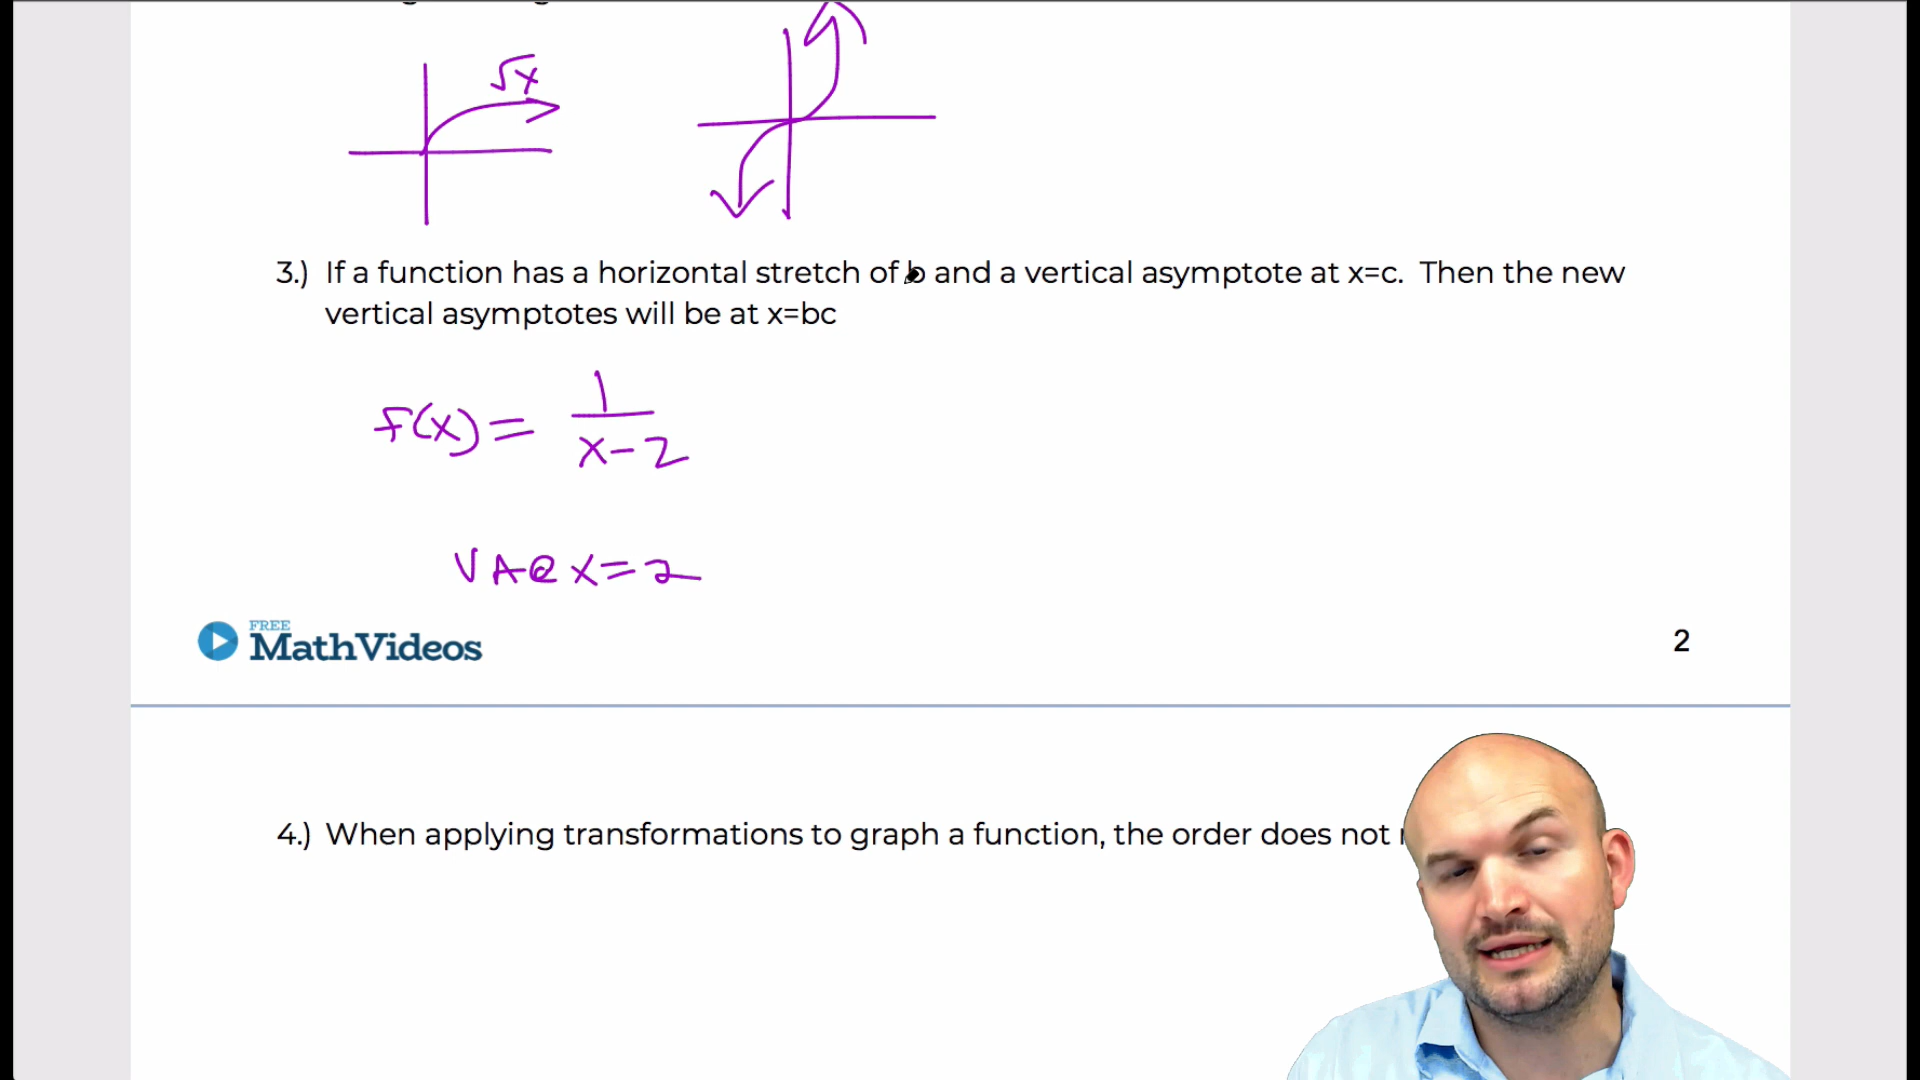 √x
3.) If a function has a horizontal stretch of b and a vertical asymptote at x=c. Then the new
vertical asymptotes will be at x=bc
f(x) = 1
x-2
VA@ x=2
FREE
MathVideos
2
4.) When applying transformations to graph a function, the order does not